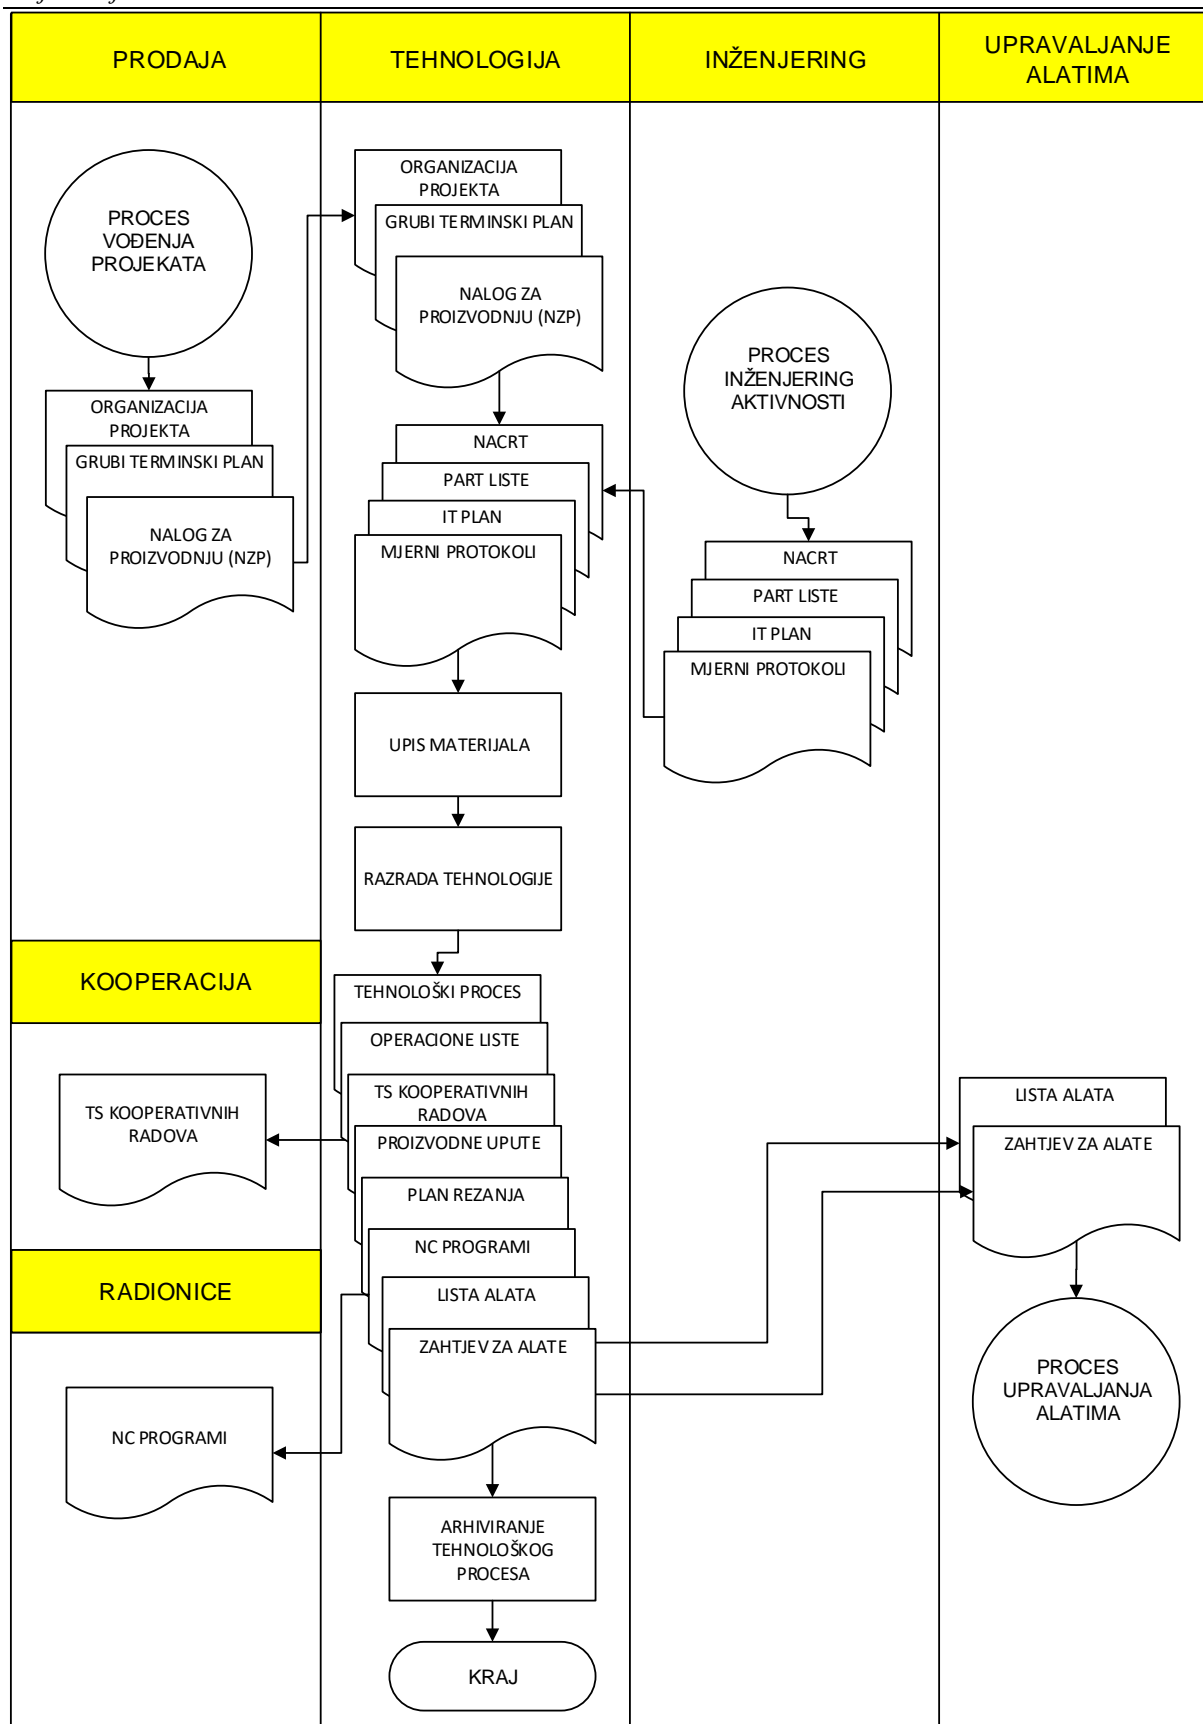 PRODAJA
TEHNOLOGIJA
INŽENJERING
UPRAVALJANJE
ALATIMA
PROCES
VOĐENJA
PROJEKATA
ORGANIZACIJA
PROJEKTA
GRUBI TERMINSKI PLAN
NALOG ZA
PROIZVODNJU (NZP)
ORGANIZACIJA
PROJEKTA
GRUBI TERMINSKI PLAN
NALOG ZA
PROIZVODNJU (NZP)
NACRT
PART LISTE
IT PLAN
MJERNI PROTOKOLI
PROCES
INŽENJERING
AKTIVNOSTI
NACRT
PART LISTE
IT PLAN
MJERNI PROTOKOLI
UPIS MATERIJALA
RAZRADA TEHNOLOGIJE
KOOPERACIJA
TS KOOPERATIVNIH
RADOVA
RADIONICE
NC PROGRAMI
TEHNOLOŠKI PROCES
OPERACIONE LISTE
TS KOOPERATIVNIH
RADOVA
PROIZVODNE UPUTE
PLAN REZANJA
NC PROGRAMI
LISTA ALATA
ZAHTJEV ZA ALATE
ARHIVIRANJE
TEHNOLOŠKOG
PROCESA
KRAJ
LISTA ALATA
ZAHTJEV ZA ALATE
PROCES
UPRAVALJANJA
ALATIMA